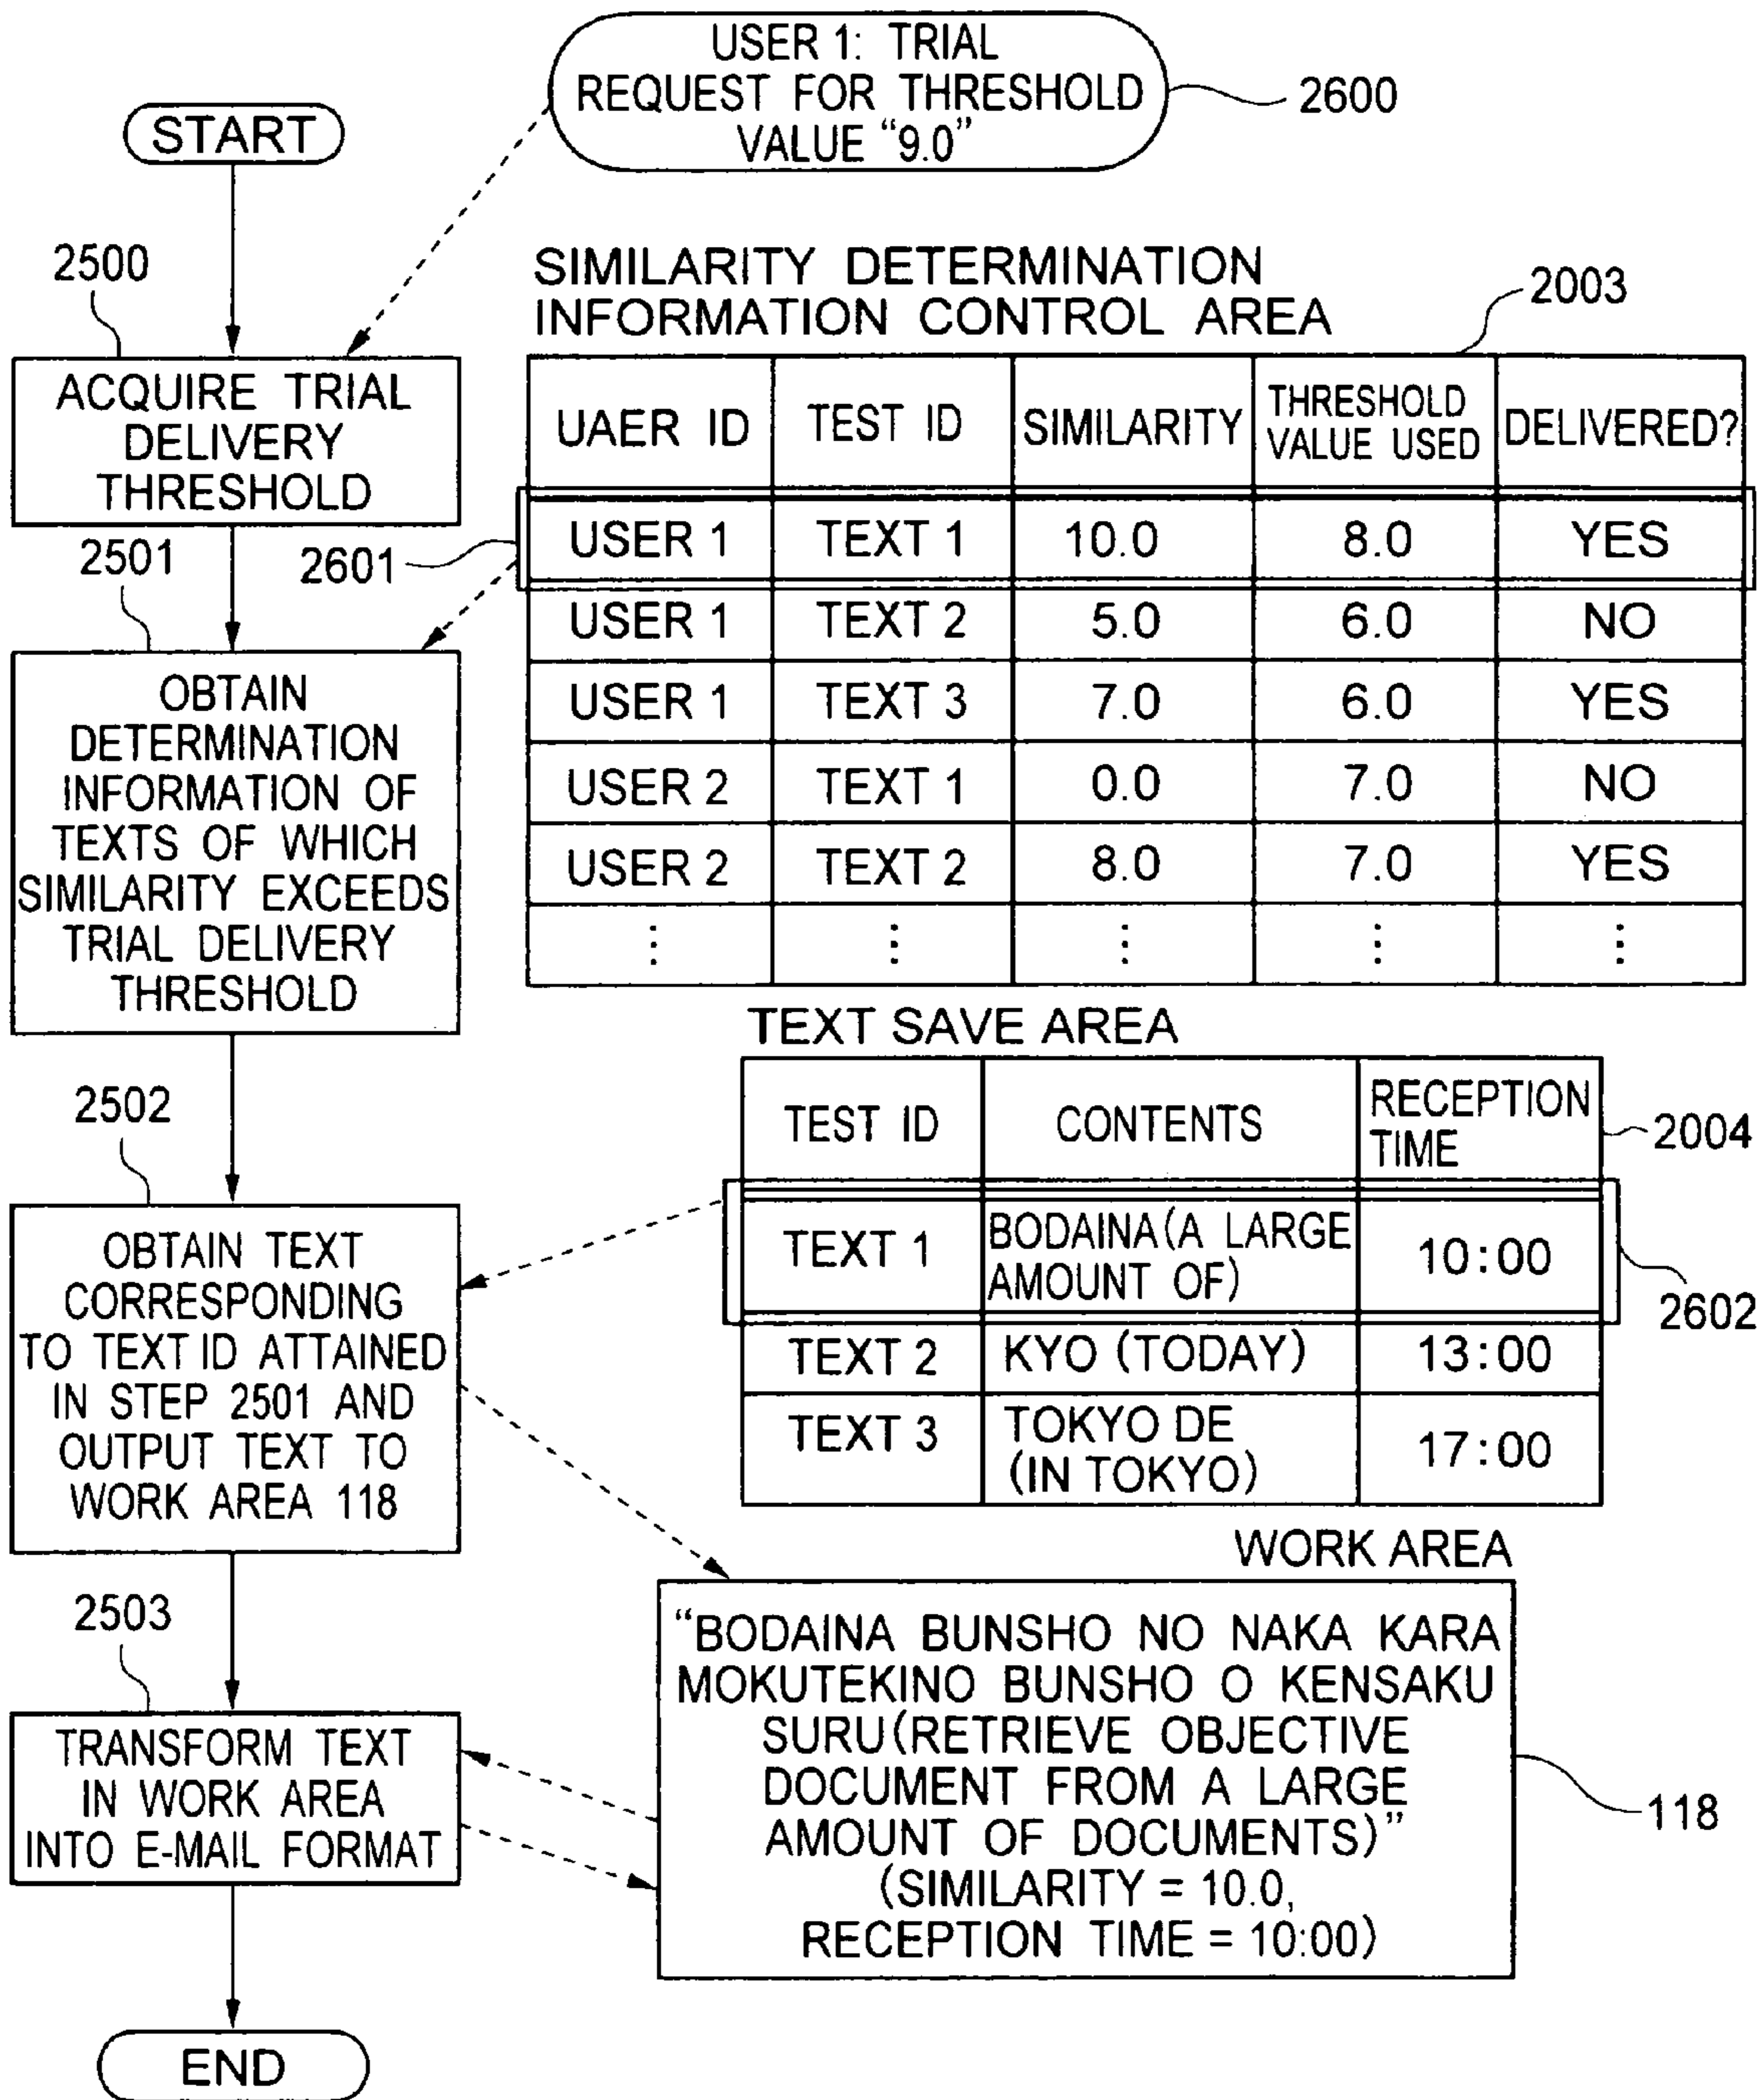 USER 1: TRIAL
REQUEST FOR THRESHOLD
VALUE “9.0”
2600
START
2500
ACQUIRE TRIAL
DELIVERY
THRESHOLD
2501
OBTAIN
DETERMINATION
INFORMATION OF
TEXTS OF WHICH
SIMILARITY EXCEEDS
TRIAL DELIVERY
THRESHOLD
2502
OBTAIN TEXT
CORRESPONDING
TO TEXT ID ATTAINED
IN STEP 2501 AND
OUTPUT TEXT TO
WORK AREA 118
2503
TRANSFORM TEXT
IN WORK AREA
INTO E-MAIL FORMAT
END
SIMILARITY DETERMINATION
INFORMATION CONTROL AREA
2003
UAER ID TEST ID SIMILARITY THRESHOLD VALUE USED DELIVERED?
2601
USER 1 TEXT 1 10.0 8.0 YES
USER 1 TEXT 2 5.0 6.0 NO
USER 1 TEXT 3 7.0 6.0 YES
USER 2 TEXT 1 0.0 7.0 NO
USER 2 TEXT 2 8.0 7.0 YES
⋮ ⋮ ⋮ ⋮ ⋮
TEXT SAVE AREA
TEST ID CONTENTS RECEPTION TIME
2004
TEXT 1 BODAINA(A LARGE AMOUNT OF) 10:00
2602
TEXT 2 KYO (TODAY) 13:00
TEXT 3 TOKYO DE (IN TOKYO) 17:00
WORK AREA
“BODAINA BUNSHO NO NAKA KARA
MOKUTEKINO BUNSHO O KENSAKU
SURU(RETRIEVE OBJECTIVE
DOCUMENT FROM A LARGE
AMOUNT OF DOCUMENTS)”
(SIMILARITY = 10.0,
RECEPTION TIME = 10:00)
118